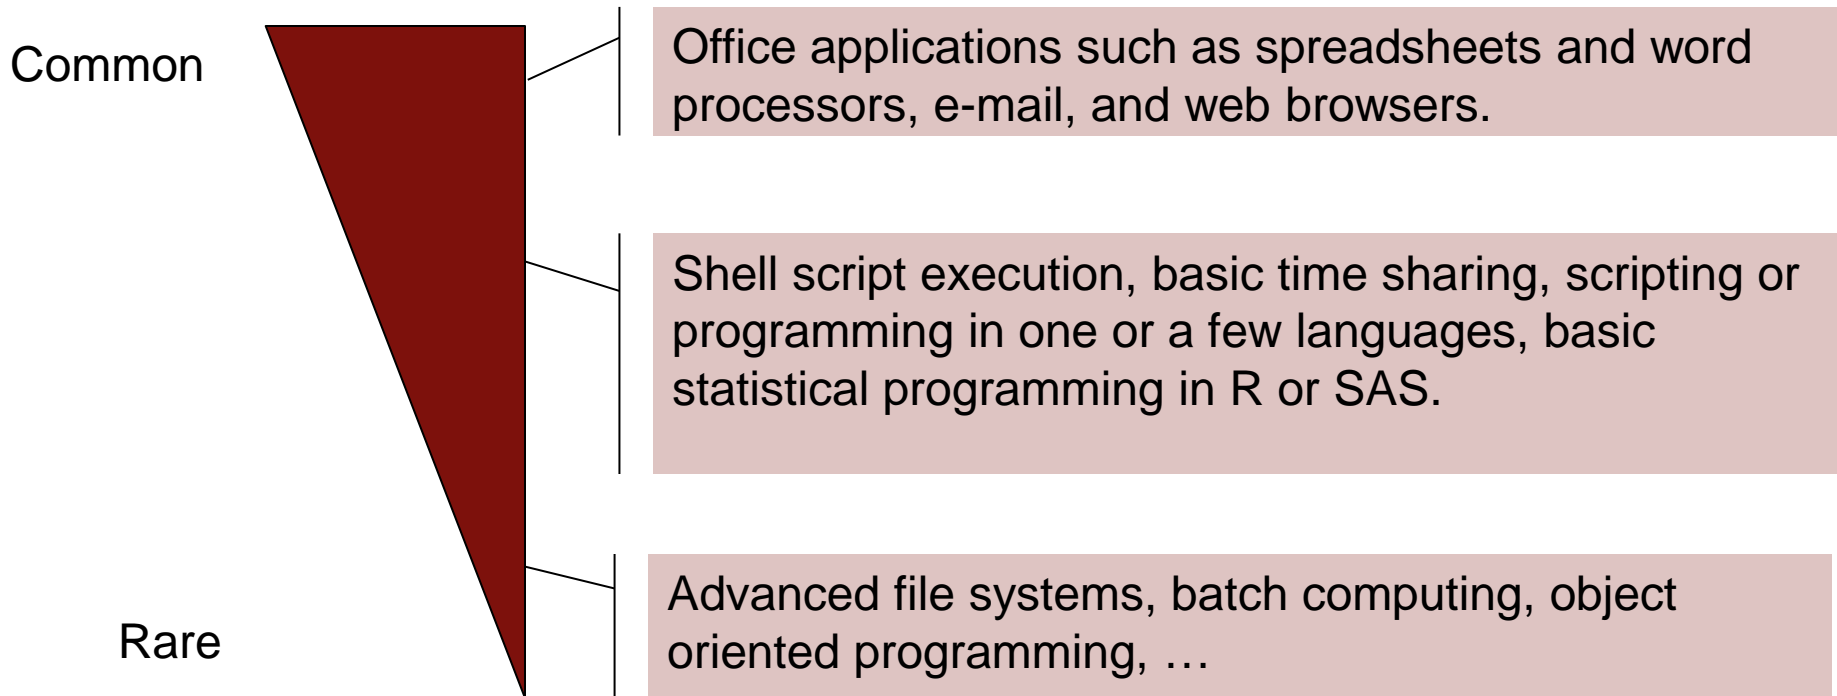 Common
Office applications such as spreadsheets and word
processors, e-mail, and web browsers.
Shell script execution, basic time sharing, scripting or
programming in one or a few languages, basic
statistical programming in R or SAS.
Advanced file systems, batch computing, object
oriented programming, …
Rare